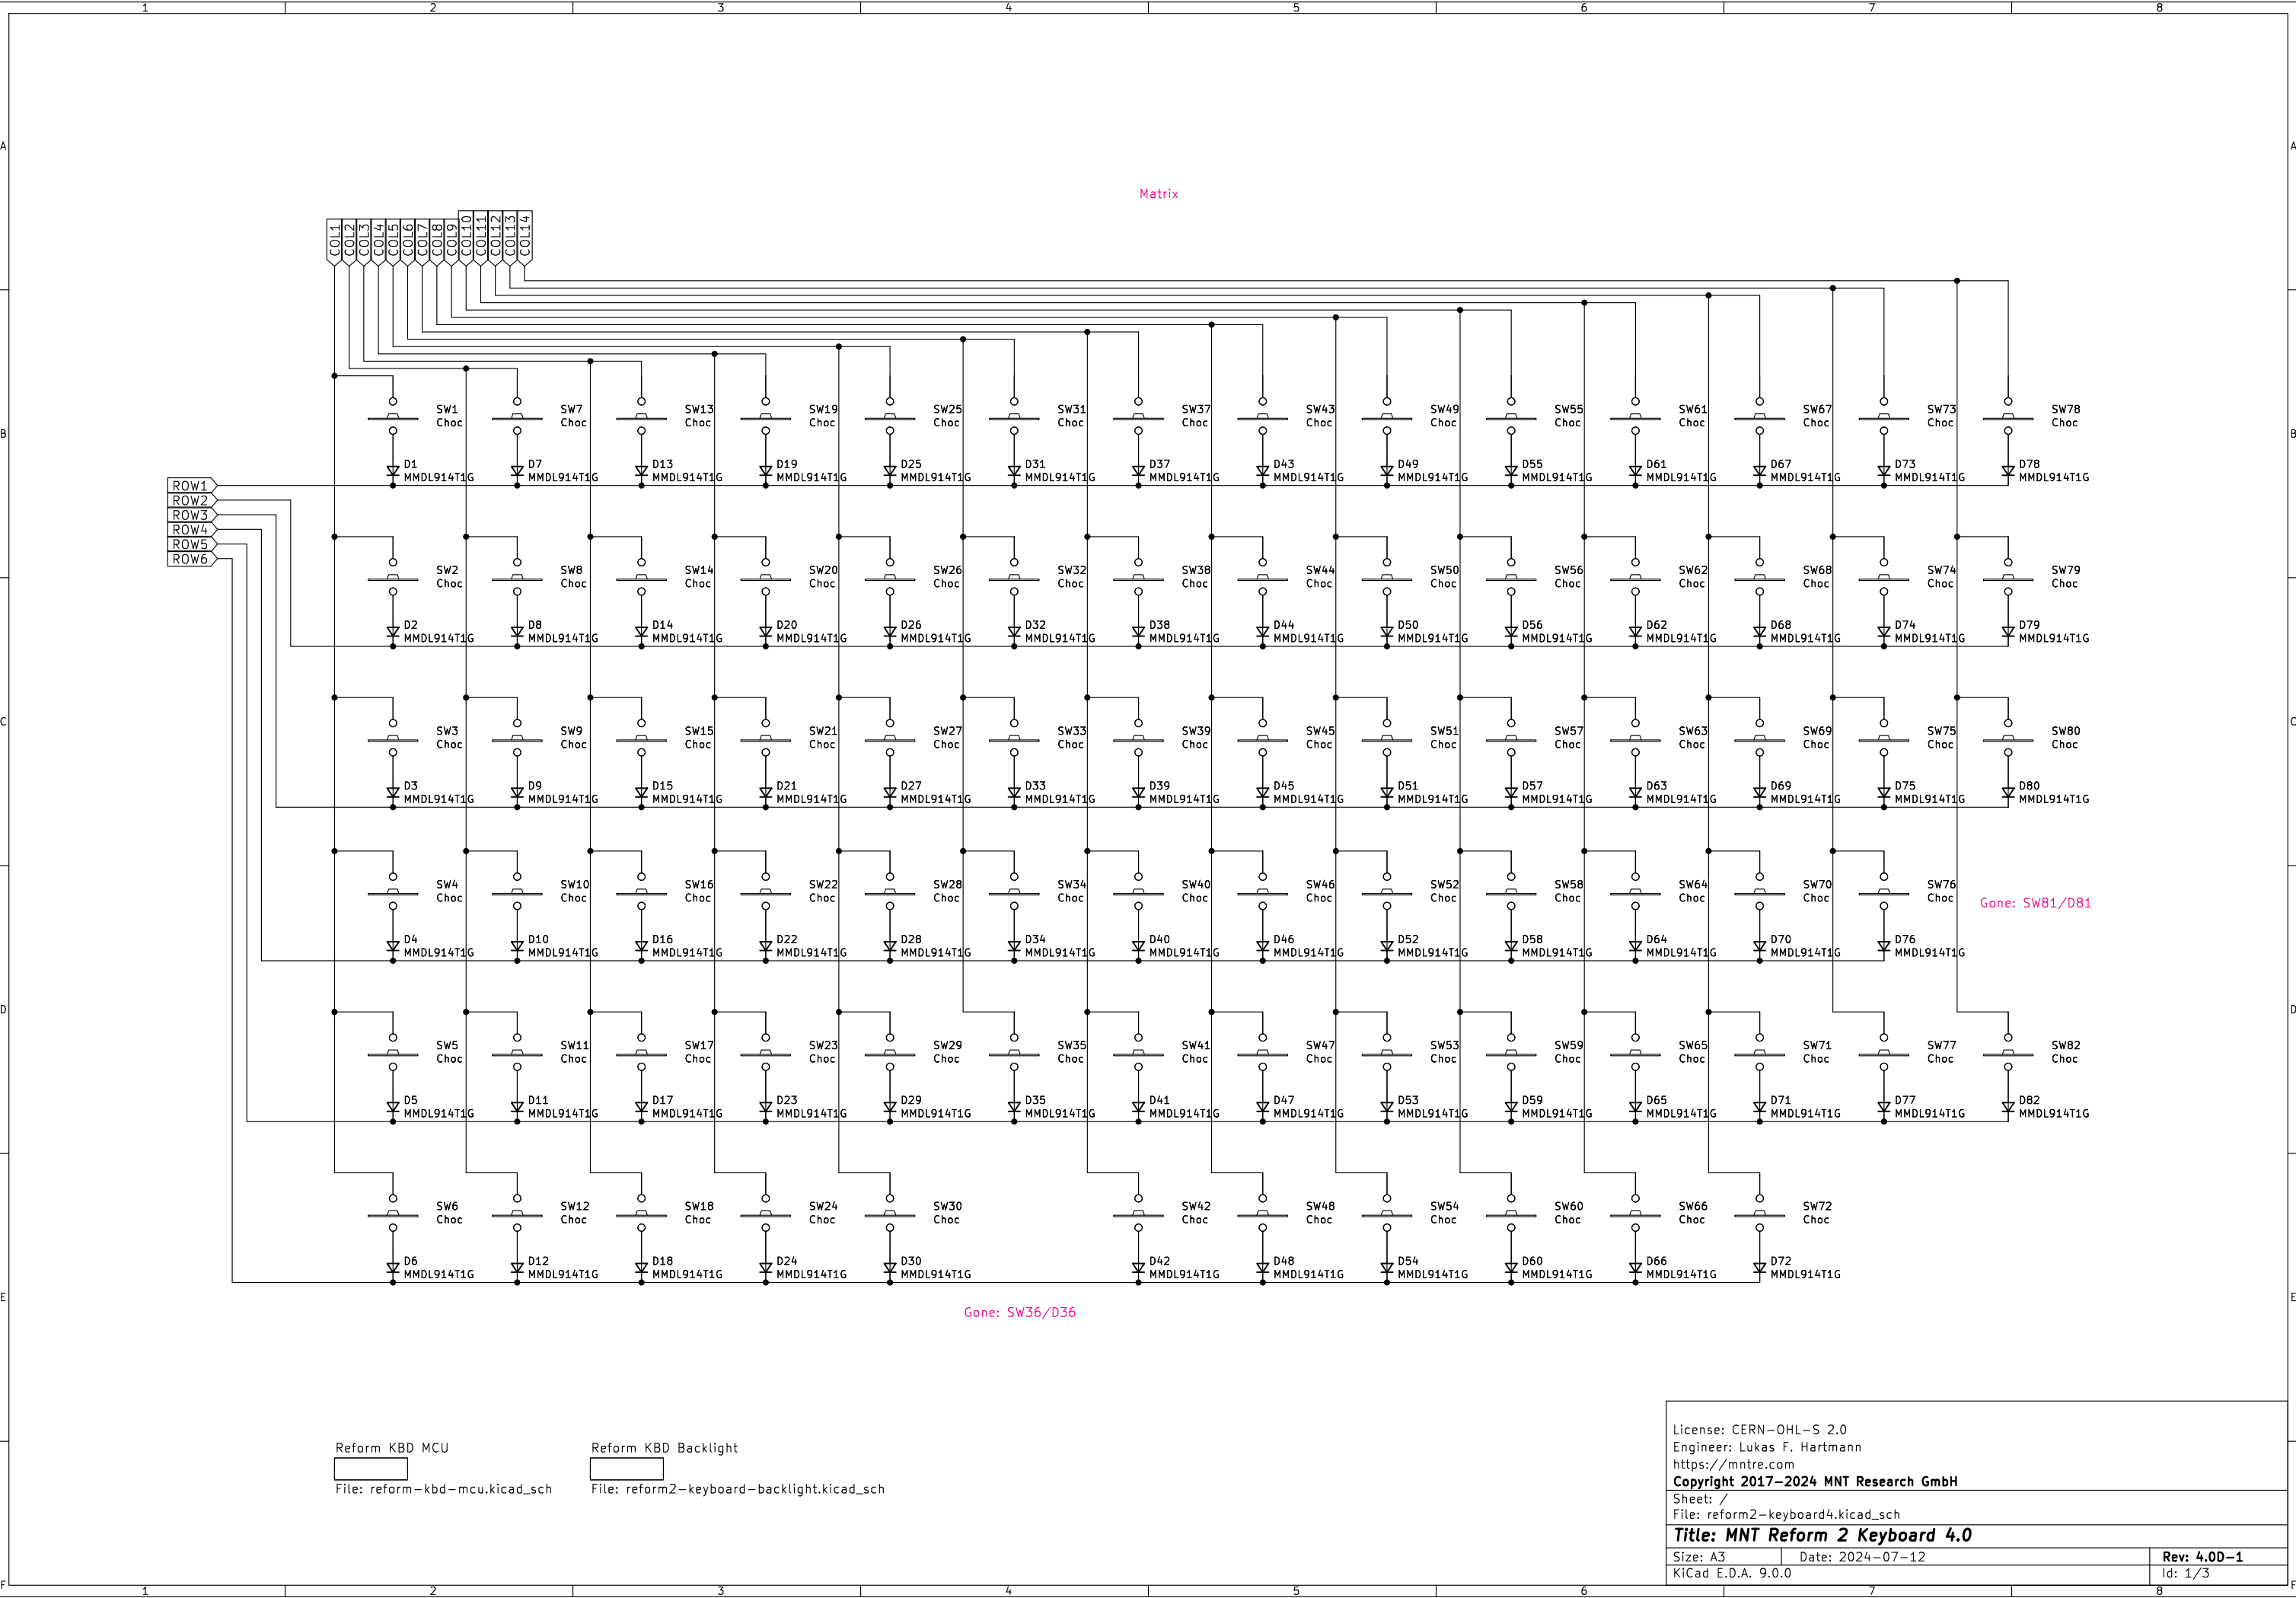 1 2 3 4 5 6 7 8
A A
Matrix
COL1 COL2 COL3 COL4 COL5 COL6 COL7 COL8 COL9 COL10 COL11 COL12 COL13 COL14
SW1 SW7 SW13 SW19 SW25 SW31 SW37 SW43 SW49 SW55 SW61 SW67 SW73 SW78
Choc Choc Choc Choc Choc Choc Choc Choc Choc Choc Choc Choc Choc Choc
B B
D1 D7 D13 D19 D25 D31 D37 D43 D49 D55 D61 D67 D73 D78
MMDL914T1G MMDL914T1G MMDL914T1G MMDL914T1G MMDL914T1G MMDL914T1G MMDL914T1G MMDL914T1G MMDL914T1G MMDL914T1G MMDL914T1G MMDL914T1G MMDL914T1G MMDL914T1G
ROW1
ROW2
ROW3
ROW4
ROW5
ROW6
SW2 SW8 SW14 SW20 SW26 SW32 SW38 SW44 SW50 SW56 SW62 SW68 SW74 SW79
Choc Choc Choc Choc Choc Choc Choc Choc Choc Choc Choc Choc Choc Choc
D2 D8 D14 D20 D26 D32 D38 D44 D50 D56 D62 D68 D74 D79
MMDL914T1G MMDL914T1G MMDL914T1G MMDL914T1G MMDL914T1G MMDL914T1G MMDL914T1G MMDL914T1G MMDL914T1G MMDL914T1G MMDL914T1G MMDL914T1G MMDL914T1G MMDL914T1G
C C
SW3 SW9 SW15 SW21 SW27 SW33 SW39 SW45 SW51 SW57 SW63 SW69 SW75 SW80
Choc Choc Choc Choc Choc Choc Choc Choc Choc Choc Choc Choc Choc Choc
D3 D9 D15 D21 D27 D33 D39 D45 D51 D57 D63 D69 D75 D80
MMDL914T1G MMDL914T1G MMDL914T1G MMDL914T1G MMDL914T1G MMDL914T1G MMDL914T1G MMDL914T1G MMDL914T1G MMDL914T1G MMDL914T1G MMDL914T1G MMDL914T1G MMDL914T1G
SW4 SW10 SW16 SW22 SW28 SW34 SW40 SW46 SW52 SW58 SW64 SW70 SW76
Choc Choc Choc Choc Choc Choc Choc Choc Choc Choc Choc Choc Choc
Gone: SW81/D81
D4 D10 D16 D22 D28 D34 D40 D46 D52 D58 D64 D70 D76
MMDL914T1G MMDL914T1G MMDL914T1G MMDL914T1G MMDL914T1G MMDL914T1G MMDL914T1G MMDL914T1G MMDL914T1G MMDL914T1G MMDL914T1G MMDL914T1G MMDL914T1G
D D
SW5 SW11 SW17 SW23 SW29 SW35 SW41 SW47 SW53 SW59 SW65 SW71 SW77 SW82
Choc Choc Choc Choc Choc Choc Choc Choc Choc Choc Choc Choc Choc Choc
D5 D11 D17 D23 D29 D35 D41 D47 D53 D59 D65 D71 D77 D82
MMDL914T1G MMDL914T1G MMDL914T1G MMDL914T1G MMDL914T1G MMDL914T1G MMDL914T1G MMDL914T1G MMDL914T1G MMDL914T1G MMDL914T1G MMDL914T1G MMDL914T1G MMDL914T1G
SW6 SW12 SW18 SW24 SW30 SW42 SW48 SW54 SW60 SW66 SW72
Choc Choc Choc Choc Choc Choc Choc Choc Choc Choc Choc
D6 D12 D18 D24 D30 D42 D48 D54 D60 D66 D72
MMDL914T1G MMDL914T1G MMDL914T1G MMDL914T1G MMDL914T1G MMDL914T1G MMDL914T1G MMDL914T1G MMDL914T1G MMDL914T1G MMDL914T1G
E E
Gone: SW36/D36
Reform KBD MCU
File: reform-kbd-mcu.kicad_sch
Reform KBD Backlight
File: reform2-keyboard-backlight.kicad_sch
License: CERN-OHL-S 2.0
Engineer: Lukas F. Hartmann
https://mntre.com
Copyright 2017-2024 MNT Research GmbH
Sheet: /
File: reform2-keyboard4.kicad_sch
Title: MNT Reform 2 Keyboard 4.0
Size: A3 Date: 2024-07-12 Rev: 4.0D-1
KiCad E.D.A. 9.0.0 Id: 1/3
F F
1 2 3 4 5 6 7 8